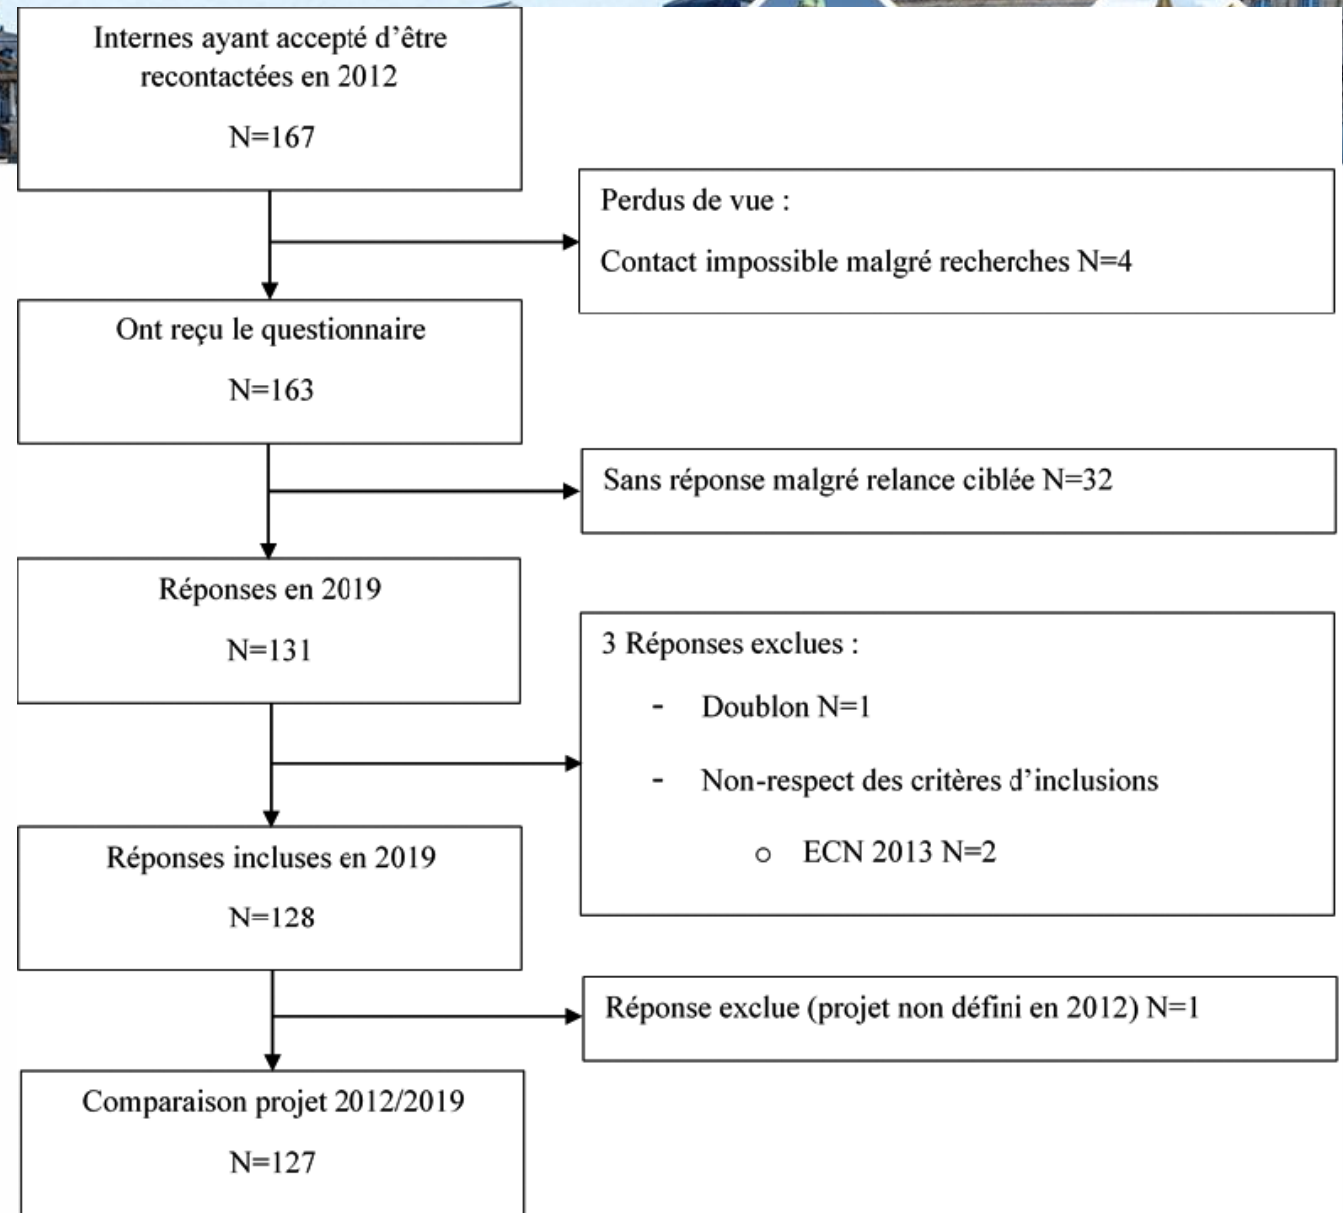 Internes ayant accepté d’être
recontactées en 2012
N=167
Perdus de vue :
Contact impossible malgré recherches N=4
Ont reçu le questionnaire
N=163
Sans réponse malgré relance ciblée N=32
Réponses en 2019
N=131
3 Réponses exclues :
- Doublon N=1
- Non-respect des critères d’inclusions
o ECN 2013 N=2
Réponses incluses en 2019
N=128
Réponse exclue (projet non défini en 2012) N=1
Comparaison projet 2012/2019
N=127